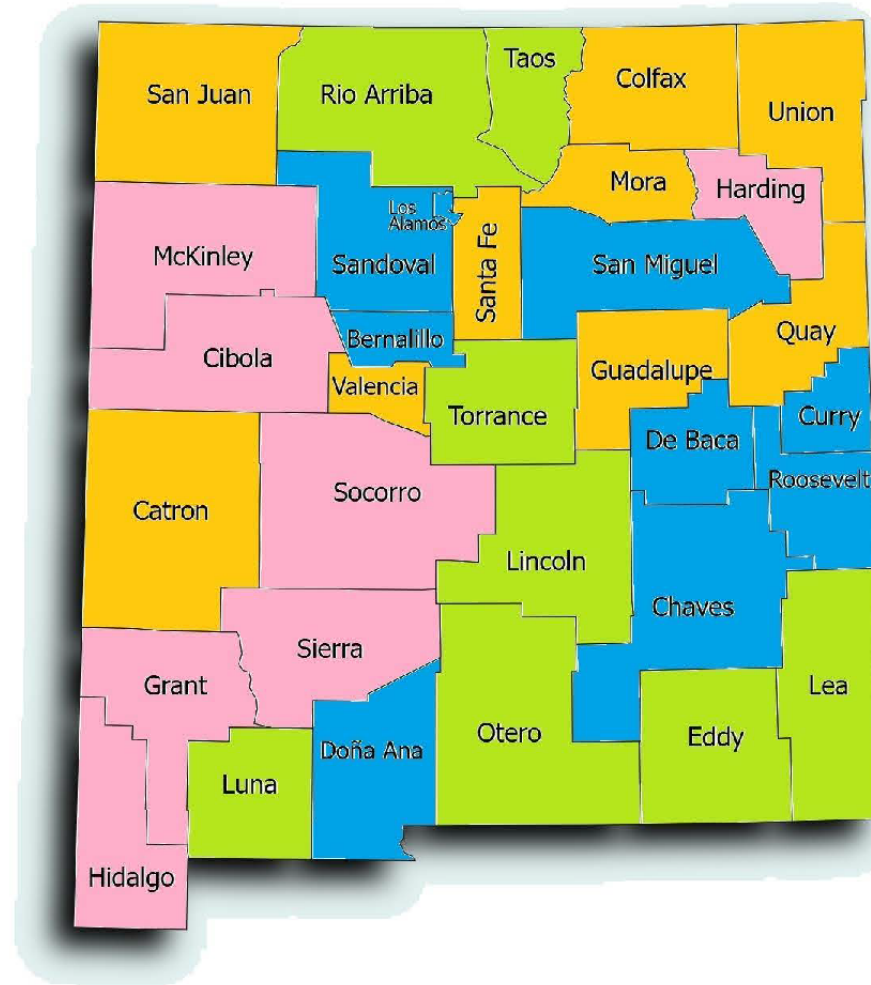 San Juan
Rio Arriba
Taos
Colfax
Union
Mora
Harding
Los
Alamos
McKinley
Sandoval
Santa Fe
San Miguel
Bernalillo
Quay
Cibola
Valencia
Guadalupe
Torrance
Curry
De Baca
Roosevelt
Socorro
Catron
Lincoln
Chaves
Sierra
Grant
Lea
Doña Ana
Otero
Eddy
Luna
Hidalgo